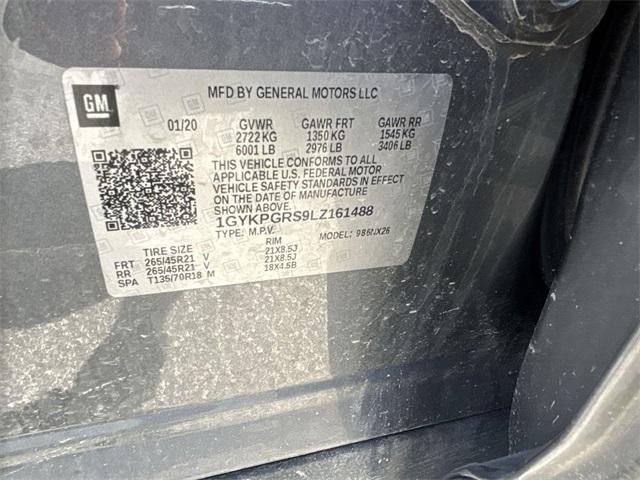 GM
MFD BY GENERAL MOTORS LLC
01/20 GVWR GAWR FRT GAWR RR
2722 KG 1350 KG 1545 KG
6001 LB 2976 LB 3406 LB
THIS VEHICLE CONFORMS TO ALL
APPLICABLE U.S. FEDERAL MOTOR
VEHICLE SAFETY STANDARDS IN EFFECT
ON THE DATE OF MANUFACTURE
SHOWN ABOVE.
1GYKPGRS9LZ161488
TYPE: M.P.V. MODEL: 986NX26
TIRE SIZE RIM
FRT 265/45R21 V 21X8.5J
RR 265/45R21 V 21X8.5J
SPA T135/70R18 M 18X4.5B